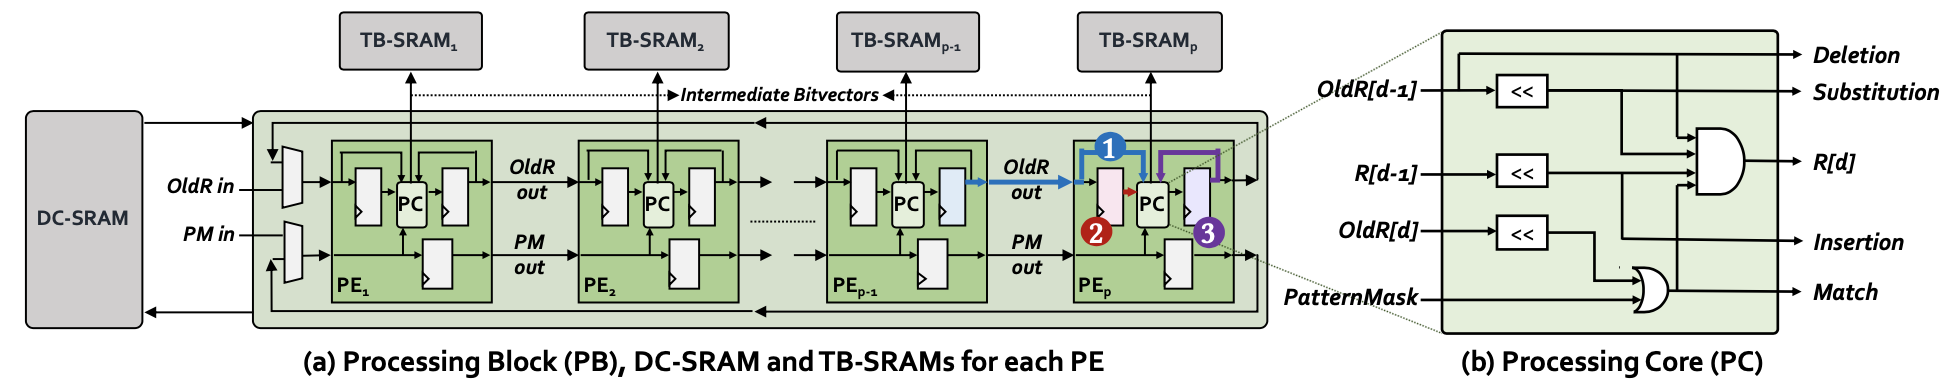 TB-SRAM1
TB-SRAM2
TB-SRAMp-1
TB-SRAMp
Intermediate Bitvectors
DC-SRAM
OldR in
PM in
PC
PE1
OldR
out
PM
out
PC
PE2
PC
PEp-1
OldR
out
PM
out
1
2
PC
3
PEp
(a) Processing Block (PB), DC-SRAM and TB-SRAMs for each PE
OldR[d-1]
<<
R[d-1]
<<
OldR[d]
<<
PatternMask
Deletion
Substitution
R[d]
Insertion
Match
(b) Processing Core (PC)